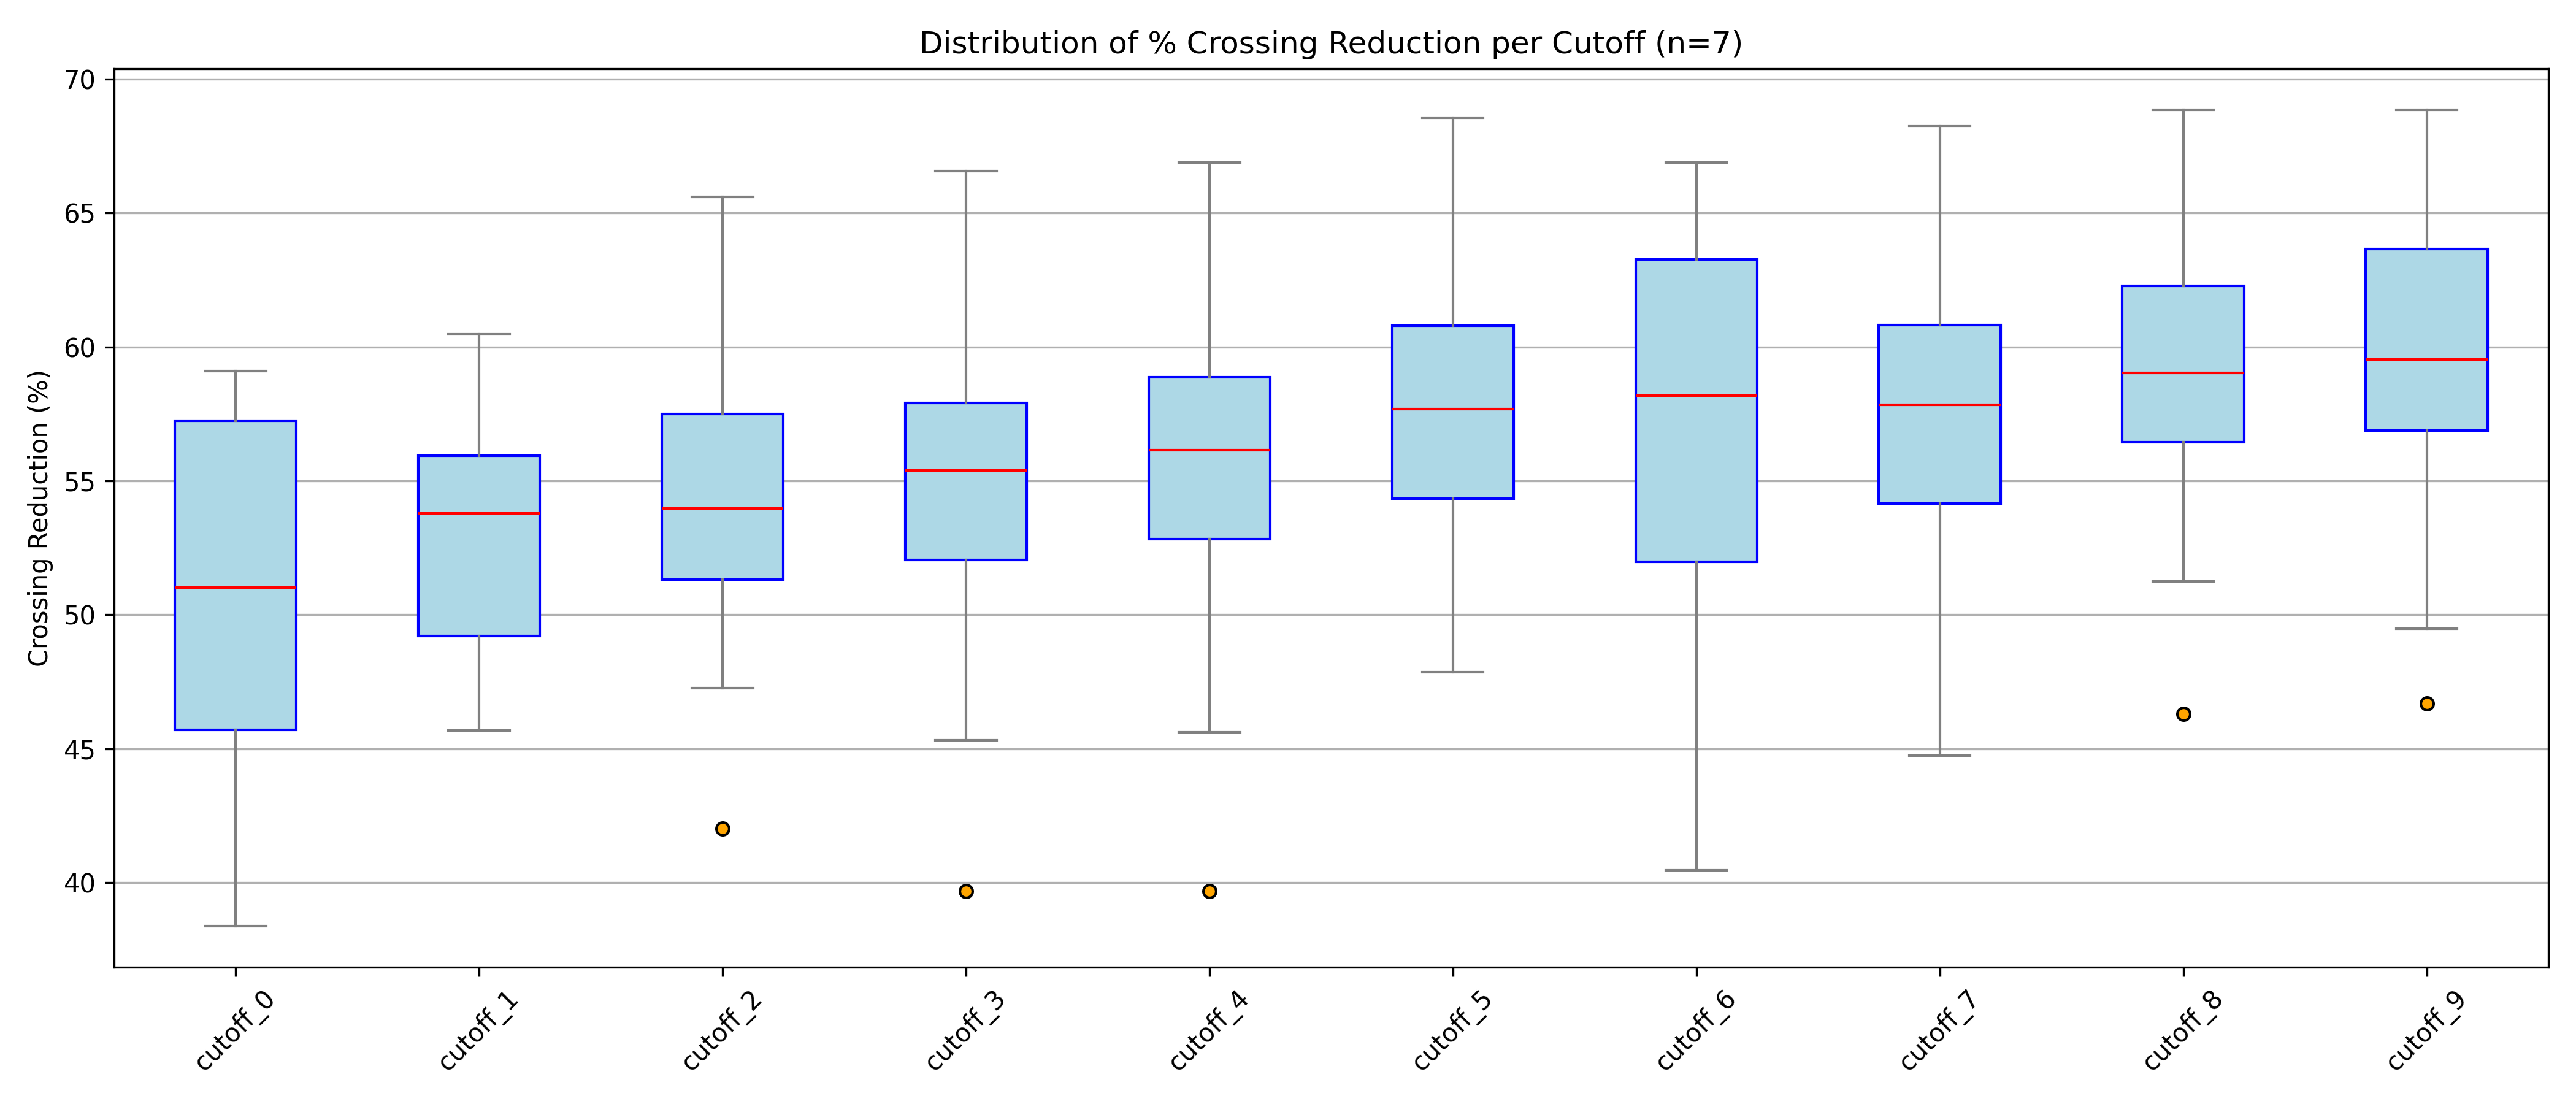 Distribution of % Crossing Reduction per Cutoff (n=7)
Crossing Reduction (%)
70
65
60
55
50
45
40
cutoff_0
cutoff_1
cutoff_2
cutoff_3
cutoff_4
cutoff_5
cutoff_6
cutoff_7
cutoff_8
cutoff_9